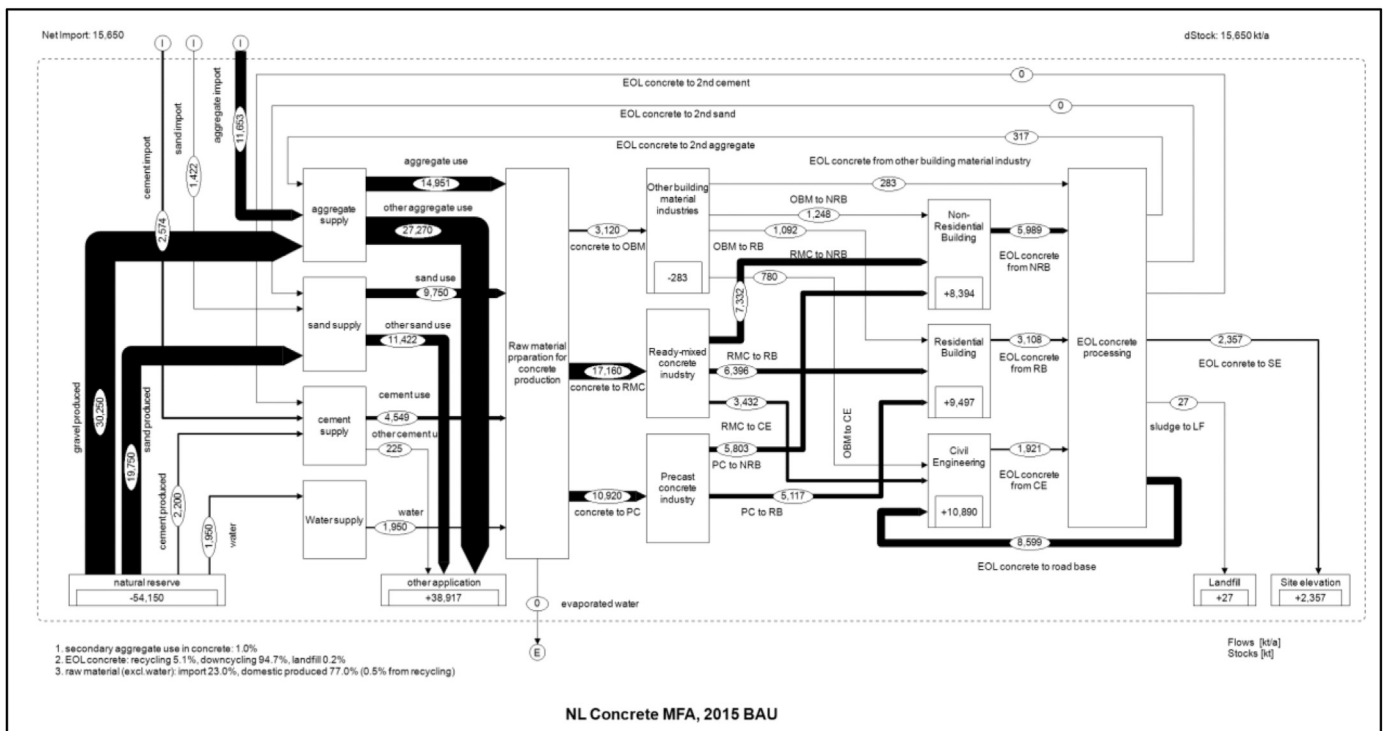 Net Import: 15,650
dStock: 15,650 kt/a
I
I
I
cement import
2,574
sand import
1,422
aggregate import
11,653
0
EOL concrete to 2nd cement
0
EOL concrete to 2nd sand
317
EOL concrete to 2nd aggregate
EOL concrete from other building material industry
283
aggregate supply
aggregate use
14,951
other aggregate use
27,270
sand supply
sand use
9,750
other sand use
11,422
cement supply
cement use
4,549
other cement u
225
Water supply
water
1,950
gravel produced
30,250
sand produced
19,750
cement produced
2,200
1,950
water
natural reserve
-54,150
other application
+38,917
Raw material prparation for concrete production
0
evaporated water
E
3,120
concrete to OBM
17,160
concrete to RMC
10,920
concrete to PC
Other building material industries
-283
Ready-mixed concrete inudstry
Precast concrete industry
OBM to NRB
1,248
1,092
OBM to RB
RMC to NRB
780
7,332
RMC to RB
6,396
3,432
RMC to CE
OBM to CE
5,803
PC to NRB
5,117
PC to RB
Non-Residential Building
+8,394
Residential Building
+9,497
Civil Engineering
+10,890
5,989
EOL concrete from NRB
3,108
EOL concrete from RB
1,921
EOL concrete from CE
8,599
EOL concrete to road base
EOL concrete processing
2,357
EOL conrete to SE
27
sludge to LF
Landfill
+27
Site elevation
+2,357
1. secondary aggregate use in concrete: 1.0%
2. EOL concrete: recycling 5.1%, downcycling 94.7%, landfill 0.2%
3. raw material (excl.water): import 23.0%, domestic produced 77.0% (0.5% from recycling)
Flows [kt/a]
Stocks [kt]
NL Concrete MFA, 2015 BAU